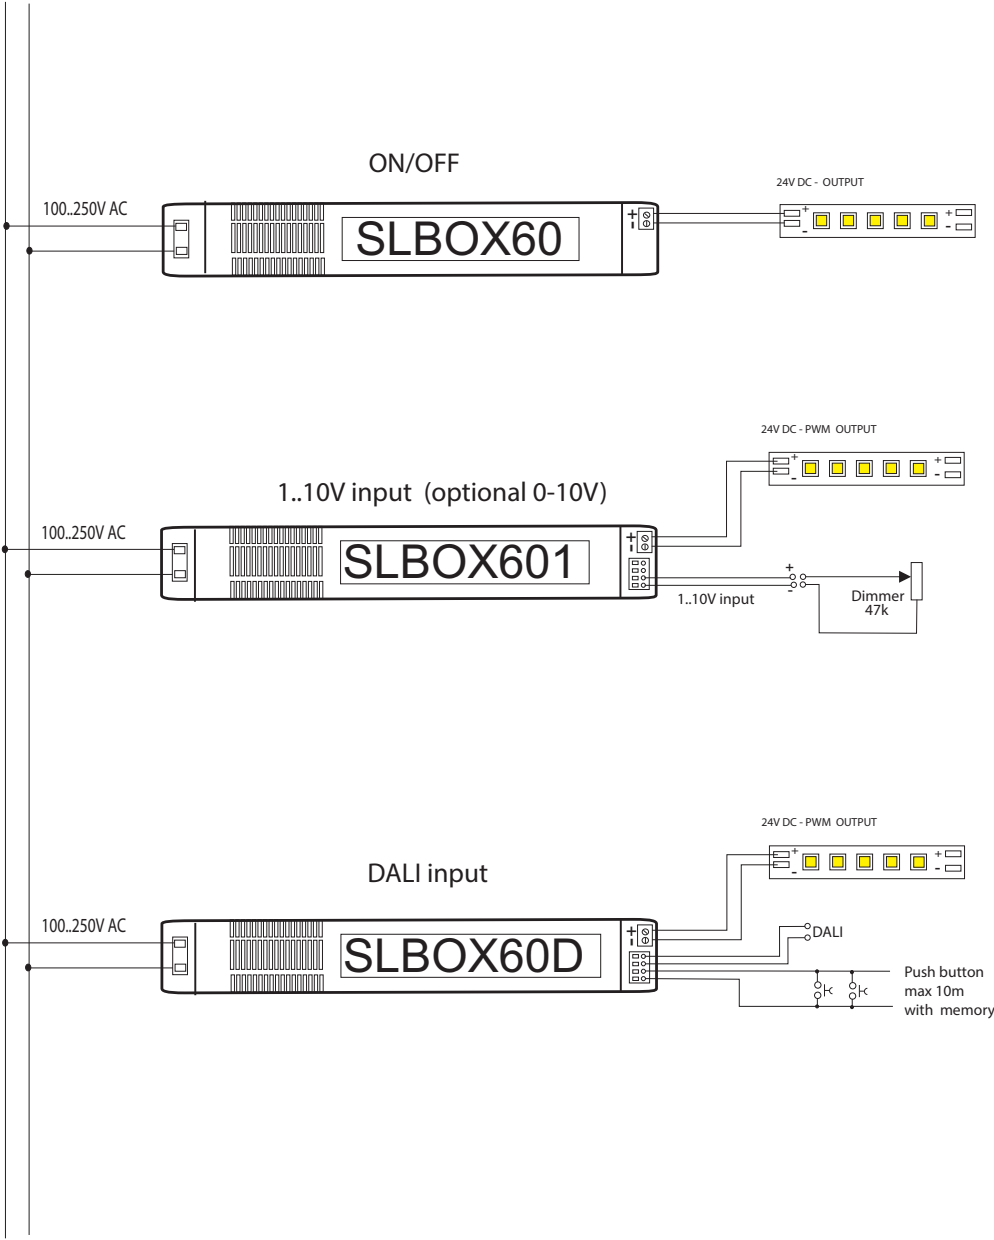 ON/OFF
24V DC - OUTPUT
100..250V AC
+ -
SLBOX60
+ -
+ -
24V DC - PWM OUTPUT
+ -
+ -
1..10V input (optional 0-10V)
100..250V AC
SLBOX601
+ -
+
-
1..10V input
Dimmer
47k
24V DC - PWM OUTPUT
+ -
+ -
DALI input
100..250V AC
SLBOX60D
+ -
DALI
Push button
max 10m
with memory